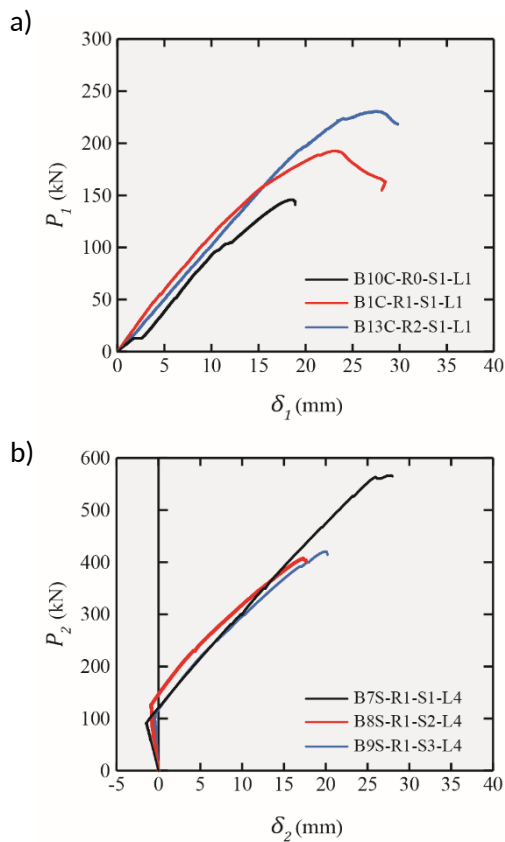 a)
300
250
200
150
100
50
0
P1 (kN)
B10C-R0-S1-L1
B1C-R1-S1-L1
B13C-R2-S1-L1
0 5 10 15 20 25 30 35 40
δ1 (mm)
b)
600
500
400
300
200
100
0
P2 (kN)
B7S-R1-S1-L4
B8S-R1-S2-L4
B9S-R1-S3-L4
-5 0 5 10 15 20 25 30 35 40
δ2 (mm)